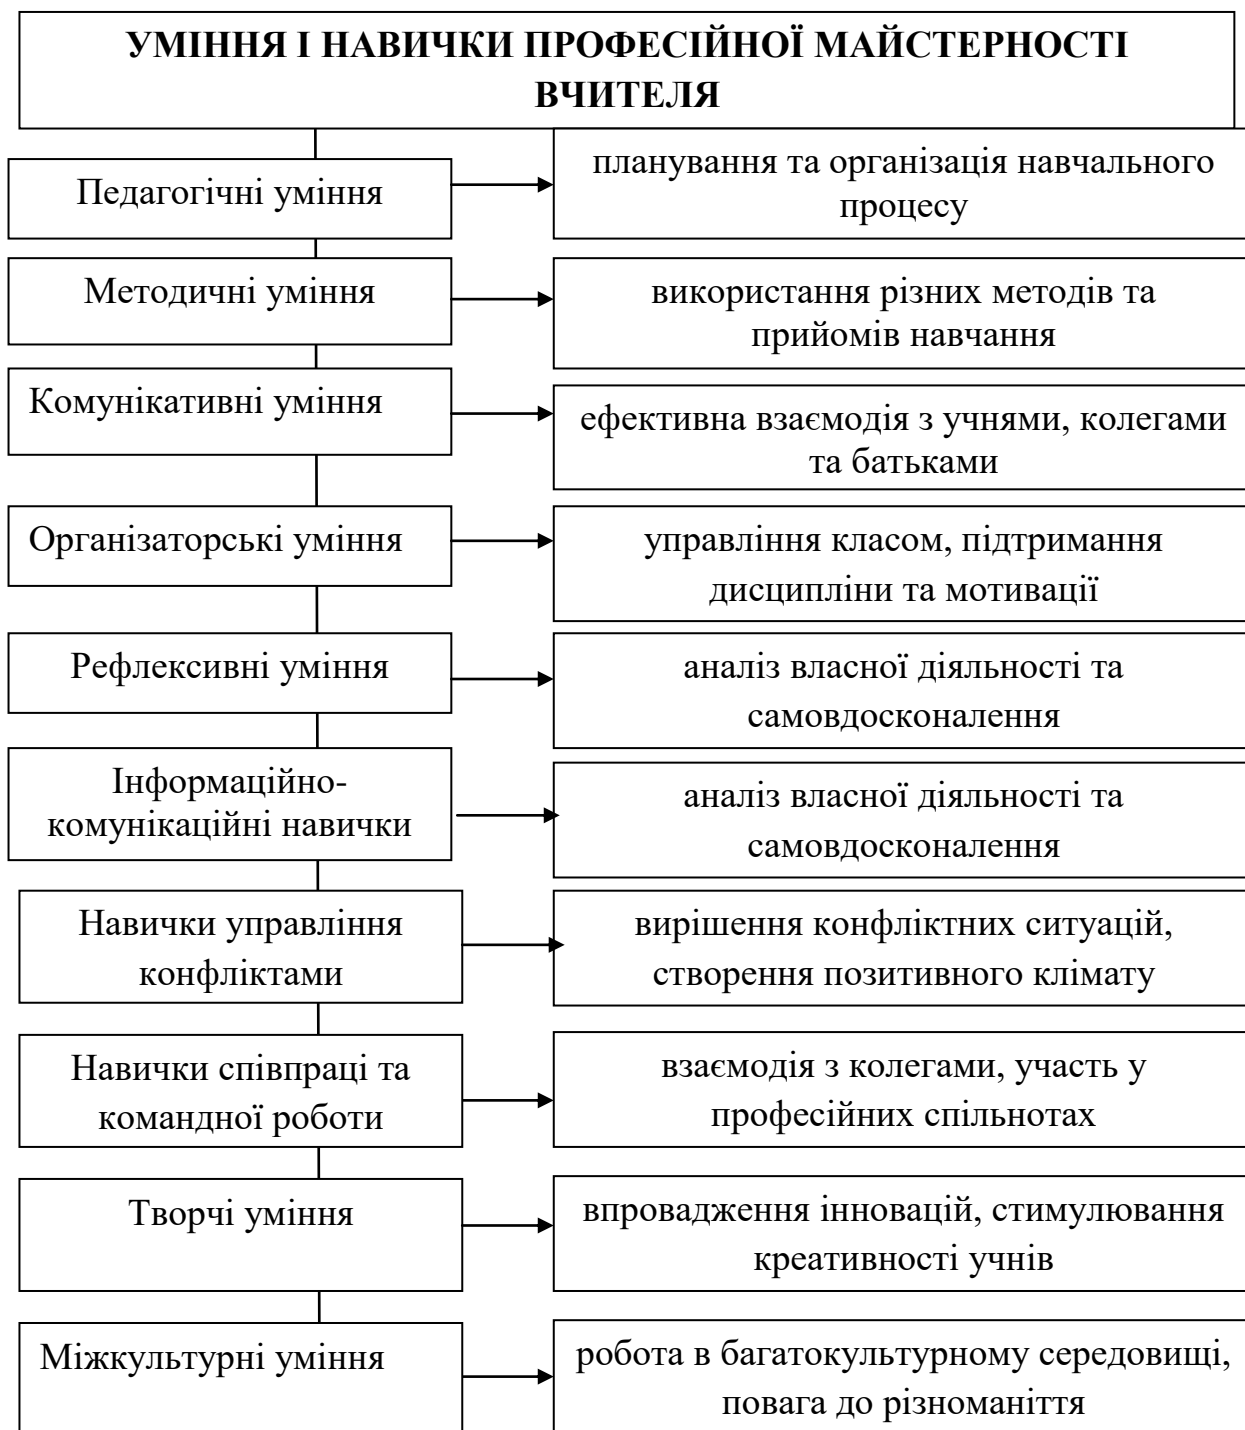 УМІННЯ І НАВИЧКИ ПРОФЕСІЙНОЇ МАЙСТЕРНОСТІ
ВЧИТЕЛЯ
Педагогічні уміння
планування та організація навчального
процесу
Методичні уміння
використання різних методів та
прийомів навчання
Комунікативні уміння
ефективна взаємодія з учнями, колегами
та батьками
Організаторські уміння
управління класом, підтримання
дисципліни та мотивації
Рефлексивні уміння
аналіз власної діяльності та
самовдосконалення
Інформаційно-
комунікаційні навички
аналіз власної діяльності та
самовдосконалення
Навички управління
конфліктами
вирішення конфліктних ситуацій,
створення позитивного клімату
Навички співпраці та
командної роботи
взаємодія з колегами, участь у
професійних спільнотах
Творчі уміння
впровадження інновацій, стимулювання
креативності учнів
Міжкультурні уміння
робота в багатокультурному середовищі,
повага до різноманіття